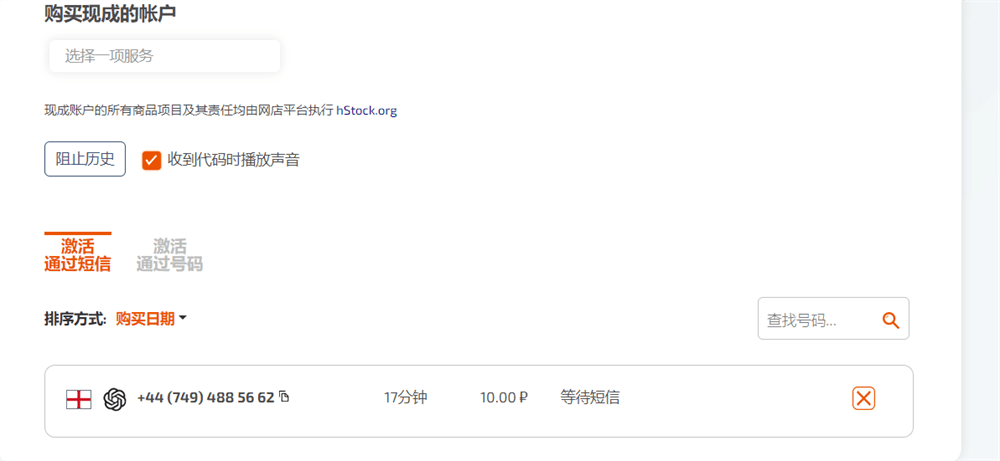 购买现成的帐户
选择一项服务
现成账户的所有商品项目及其责任均由网店平台执行 hStock.org
阻止历史
收到代码时播放声音
激活
通过短信
激活
通过号码
排序方式: 购买日期
查找号码...
+44 (749) 488 56 62 17分钟 10.00 ₽ 等待短信